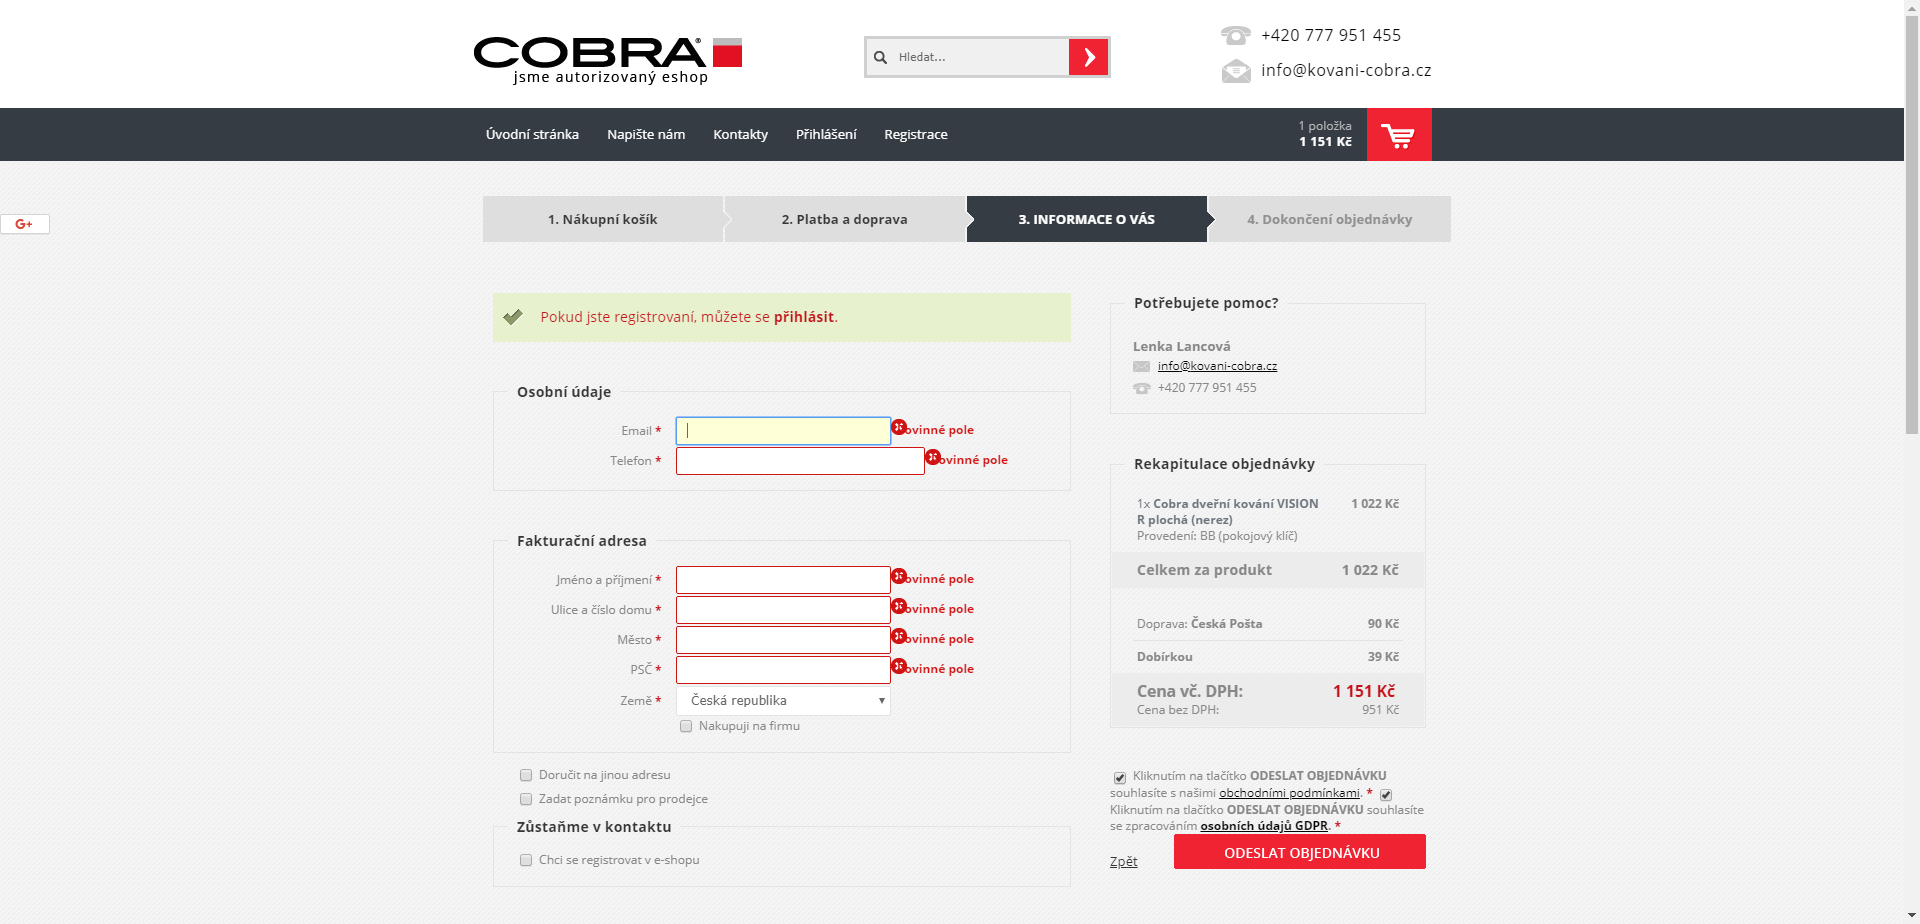 COBRA®
jsme autorizovaný eshop
Hledat...
+420 777 951 455
info@kovani-cobra.cz
Úvodní stránka
Napište nám
Kontakty
Přihlášení
Registrace
1 položka
1 151 Kč
G+
1. Nákupní košík
2. Platba a doprava
3. INFORMACE O VÁS
4. Dokončení objednávky
Pokud jste registrovaní, můžete se přihlásit.
Osobní údaje
Email *
ovinné pole
Telefon *
ovinné pole
Fakturační adresa
Jméno a příjmení *
ovinné pole
Ulice a číslo domu *
ovinné pole
Město *
ovinné pole
PSČ *
ovinné pole
Země *
Česká republika
Nakupuji na firmu
Doručit na jinou adresu
Zadat poznámku pro prodejce
Zůstaňme v kontaktu
Chci se registrovat v e-shopu
Potřebujete pomoc?
Lenka Lancová
info@kovani-cobra.cz
+420 777 951 455
Rekapitulace objednávky
1x Cobra dveřní kování VISION 1 022 Kč
R plochá (nerez)
Provedení: BB (pokojový klíč)
Celkem za produkt 1 022 Kč
Doprava: Česká Pošta 90 Kč
Dobírkou 39 Kč
Cena vč. DPH: 1 151 Kč
Cena bez DPH: 951 Kč
Kliknutím na tlačítko ODESLAT OBJEDNÁVKU
souhlasíte s našimi obchodními podmínkami. *
Kliknutím na tlačítko ODESLAT OBJEDNÁVKU souhlasíte
se zpracováním osobních údajů GDPR. *
Zpět
ODESLAT OBJEDNÁVKU